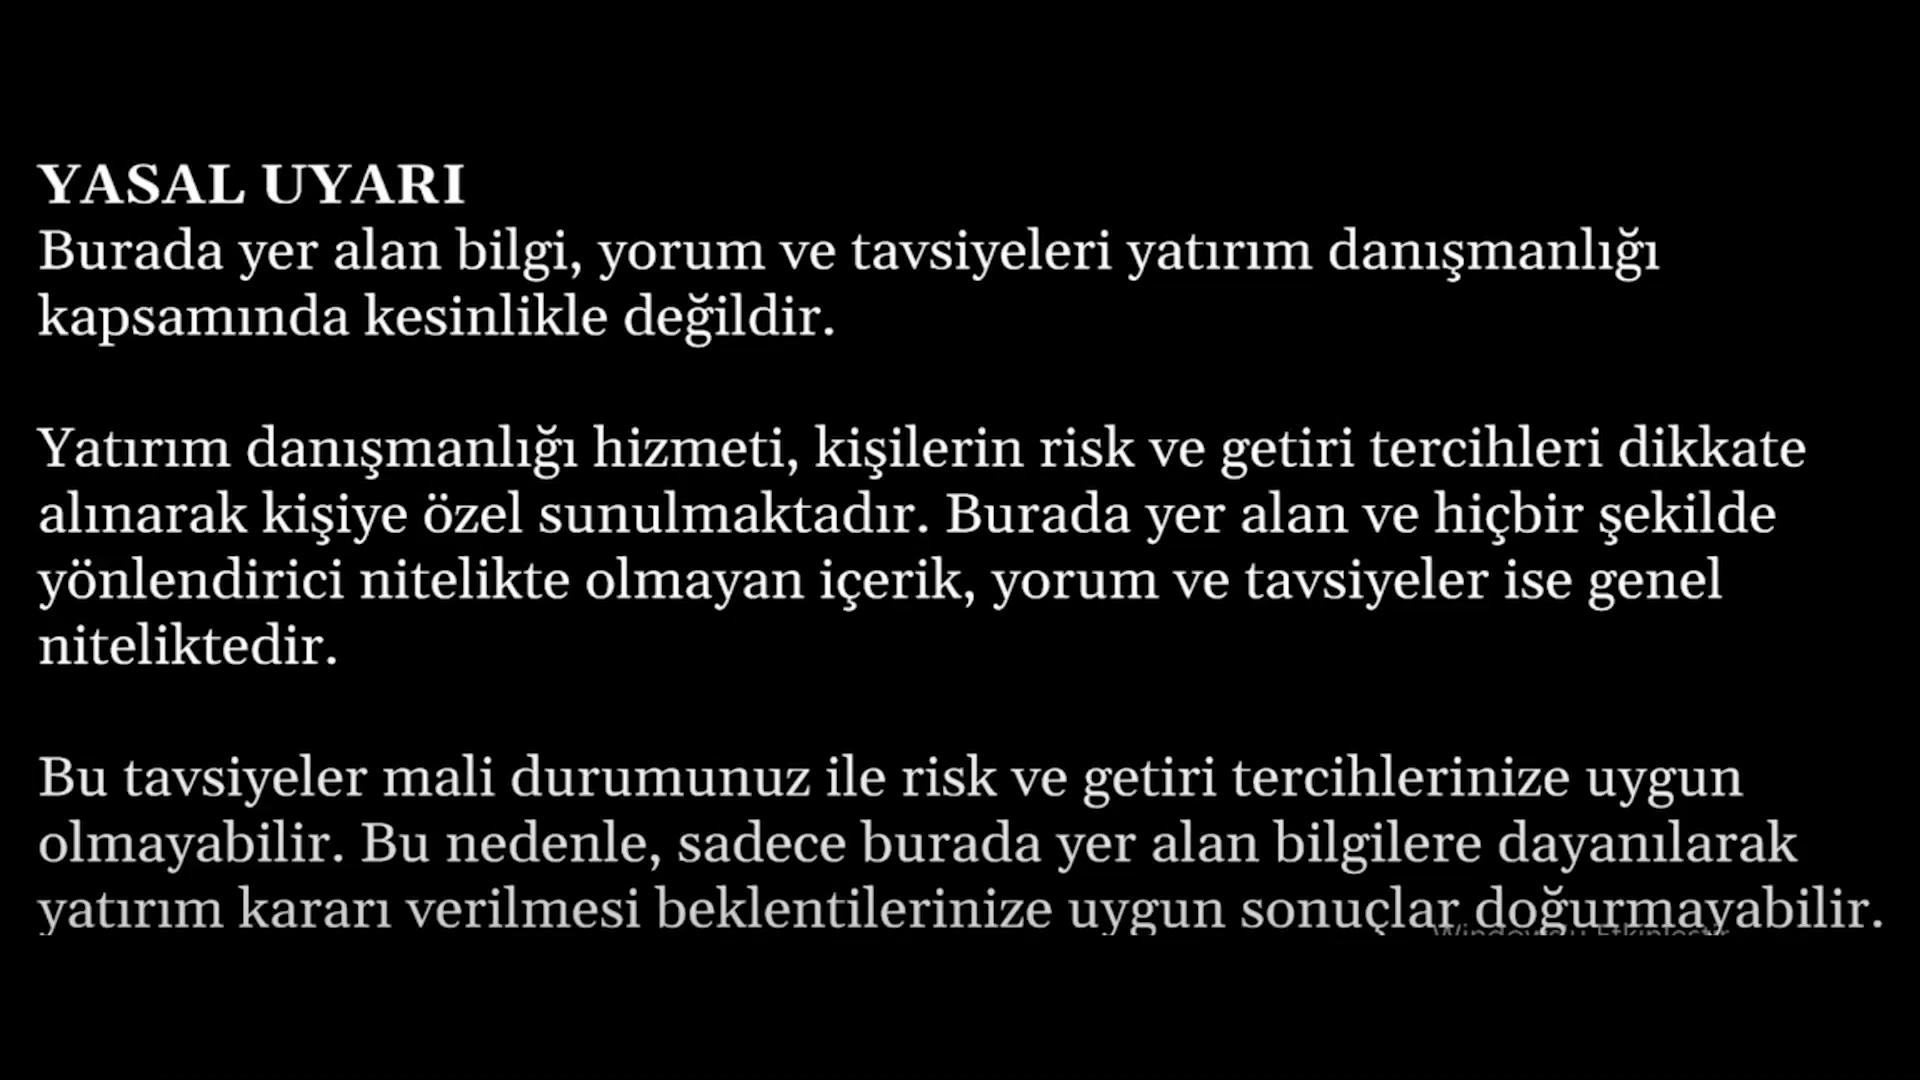 YASAL UYARI
Burada yer alan bilgi, yorum ve tavsiyeleri yatırım danışmanlığı
kapsamında kesinlikle değildir.
Yatırım danışmanlığı hizmeti, kişilerin risk ve getiri tercihleri dikkate
alınarak kişiye özel sunulmaktadır. Burada yer alan ve hiçbir şekilde
yönlendirici nitelikte olmayan içerik, yorum ve tavsiyeler ise genel
niteliktedir.
Bu tavsiyeler mali durumunuz ile risk ve getiri tercihlerinize uygun
olmayabilir. Bu nedenle, sadece burada yer alan bilgilere dayanılarak
yatırım kararı verilmesi beklentilerinize uygun sonuçlar doğurmayabilir.